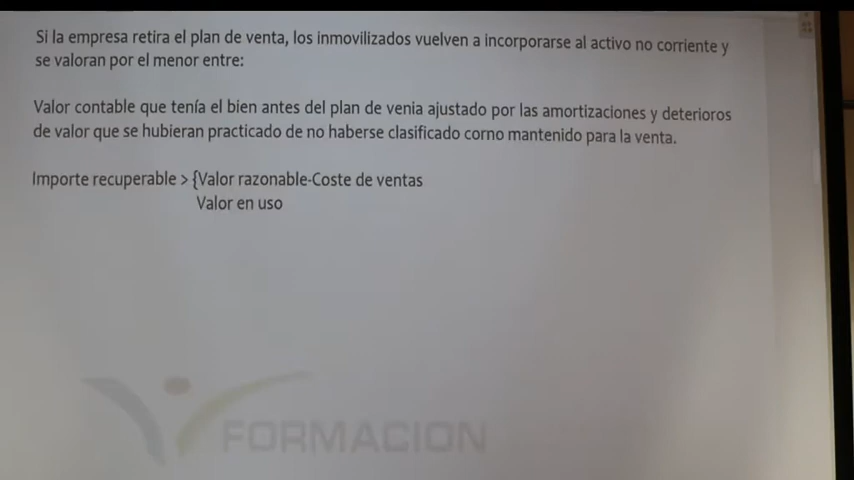 Si la empresa retira el plan de venta, los inmovilizados vuelven a incorporarse al activo no corriente y
se valoran por el menor entre:
Valor contable que tenía el bien antes del plan de venia ajustado por las amortizaciones y deterioros
de valor que se hubieran practicado de no haberse clasificado corno mantenido para la venta.
Importe recuperable > {Valor razonable-Coste de ventas
Valor en uso
FORMACION